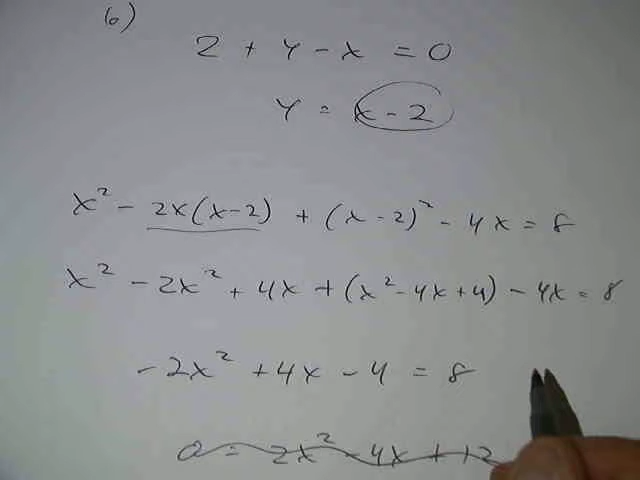 6)
2 + y - x = 0
y = x - 2
x² - 2x(x-2) + (x-2)² - 4x = 8
x² - 2x² + 4x + (x² - 4x + 4) - 4x = 8
-2x² + 4x - 4 = 8
0 = 2x² - 4x + 12